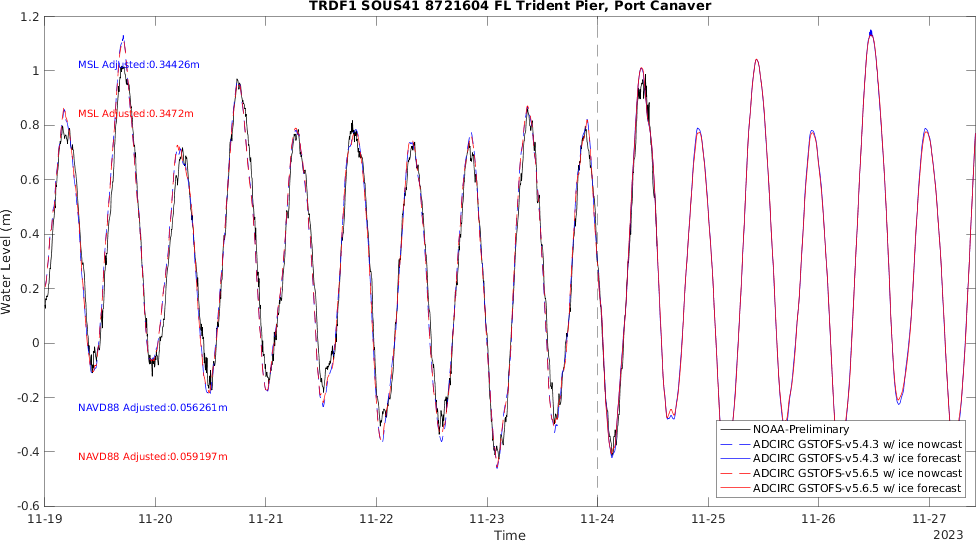 TRDF1 SOUS41 8721604 FL Trident Pier, Port Canaver
1.2
1
0.8
0.6
0.4
0.2
0
-0.2
-0.4
-0.6
Water Level (m)
MSL Adjusted:0.34426m
MSL Adjusted:0.3472m
NAVD88 Adjusted:0.056261m
NAVD88 Adjusted:0.059197m
NOAA-Preliminary
ADCIRC GSTOFS-v5.4.3 w/ ice nowcast
ADCIRC GSTOFS-v5.4.3 w/ ice forecast
ADCIRC GSTOFS-v5.6.5 w/ ice nowcast
ADCIRC GSTOFS-v5.6.5 w/ ice forecast
11-19 11-20 11-21 11-22 11-23 11-24 11-25 11-26 11-27
Time
2023